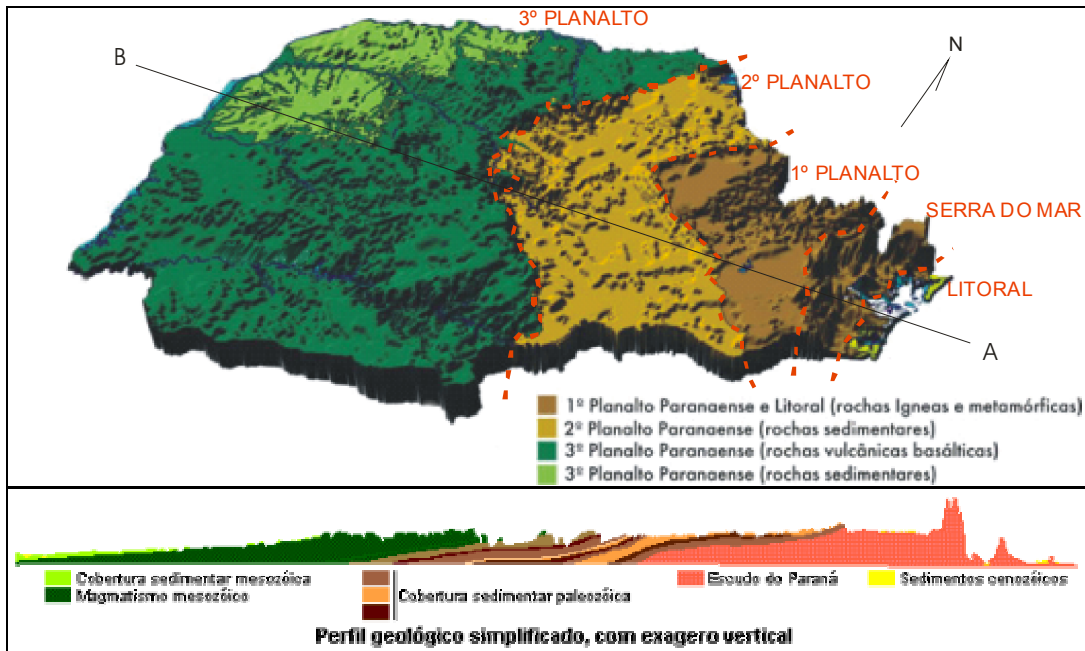 3º PLANALTO
B
N
2º PLANALTO
1º PLANALTO
SERRA DO MAR
LITORAL
A
1º Planalto Paranaense e Litoral (rochas Igneas e metamórficas)
2º Planalto Paranaense (rochas sedimentares)
3º Planalto Paranaense (rochas vulcânicas basálticas)
3º Planalto Paranaense (rochas sedimentares)
Cobertura sedimentar mesozóica
Magmatismo mesozóico
Cobertura sedimentar paleozóica
Escudo do Paraná
Sedimentos cenozóicos
Perfil geológico simplificado, com exagero vertical